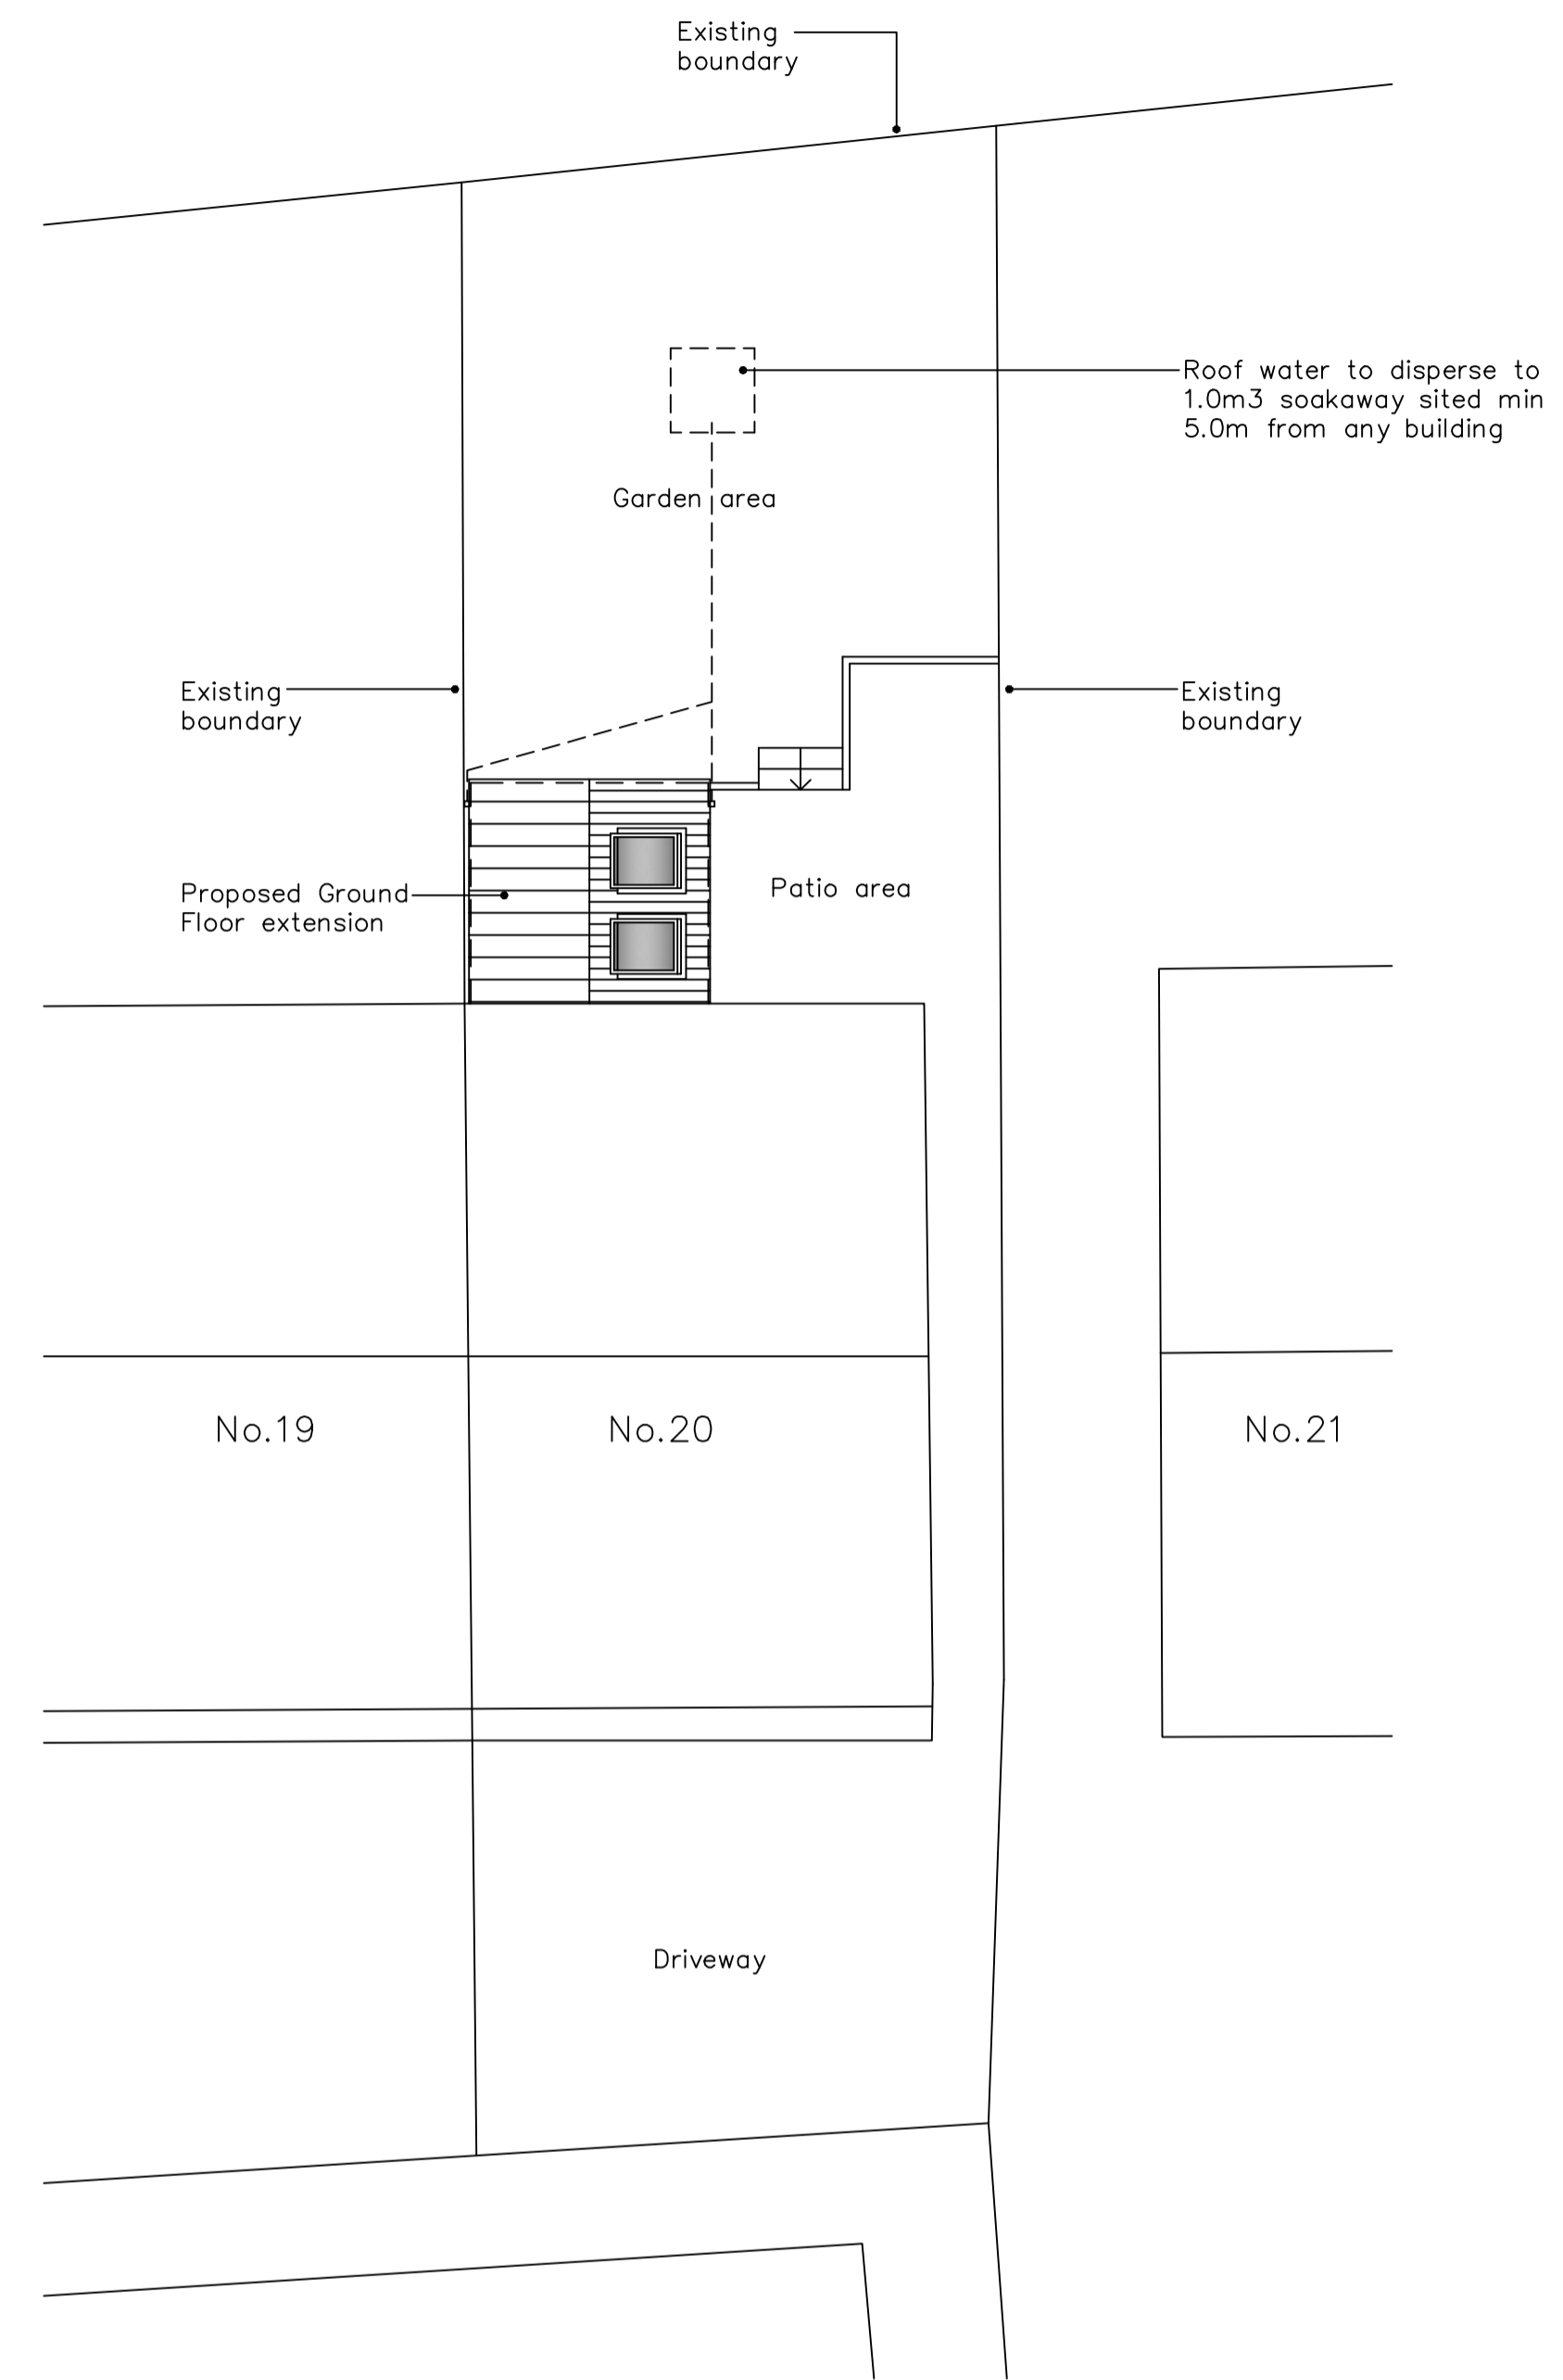 Existing
boundary
Roof water to disperse to
1.0m3 soakaway sited min
5.0m from any building
Garden area
Existing
boundary
Existing
boundary
Proposed Ground
Floor extension
Patio area
No.19
No.20
No.21
Driveway